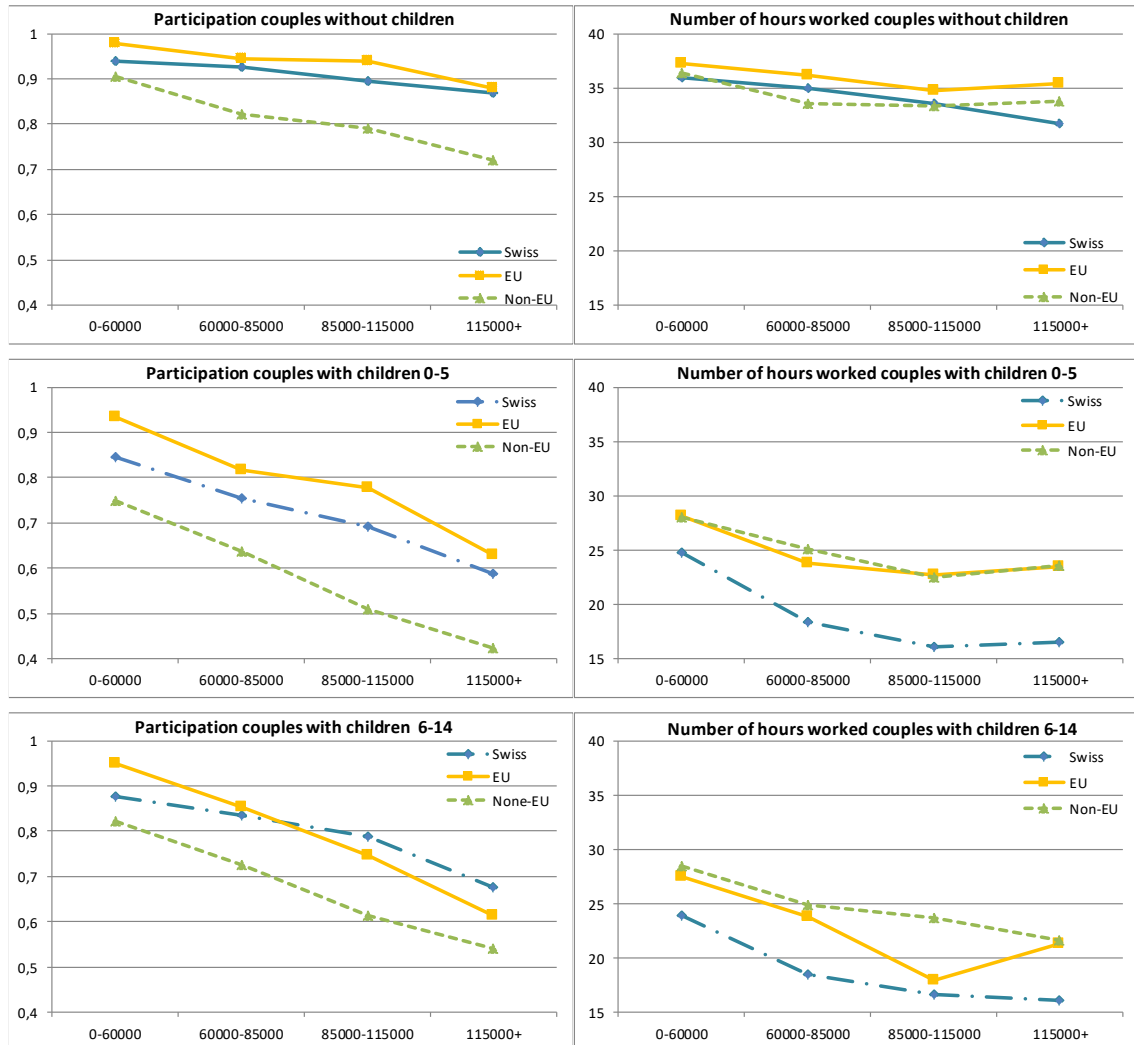 Participation couples without children
1
0,9
0,8
0,7
0,6
0,5
0,4
Swiss
EU
Non-EU
0-60000 60000-85000 85000-115000 115000+
Number of hours worked couples without children
40
35
30
25
20
15
Swiss
EU
Non-EU
0-60000 60000-85000 85000-115000 115000+
Participation couples with children 0-5
1
0,9
0,8
0,7
0,6
0,5
0,4
Swiss
EU
Non-EU
0-60000 60000-85000 85000-115000 115000+
Number of hours worked couples with children 0-5
40
35
30
25
20
15
Swiss
EU
Non-EU
0-60000 60000-85000 85000-115000 115000+
Participation couples with children 6-14
1
0,9
0,8
0,7
0,6
0,5
0,4
Swiss
EU
None-EU
0-60000 60000-85000 85000-115000 115000+
Number of hours worked couples with children 6-14
40
35
30
25
20
15
Swiss
EU
Non-EU
0-60000 60000-85000 85000-115000 115000+